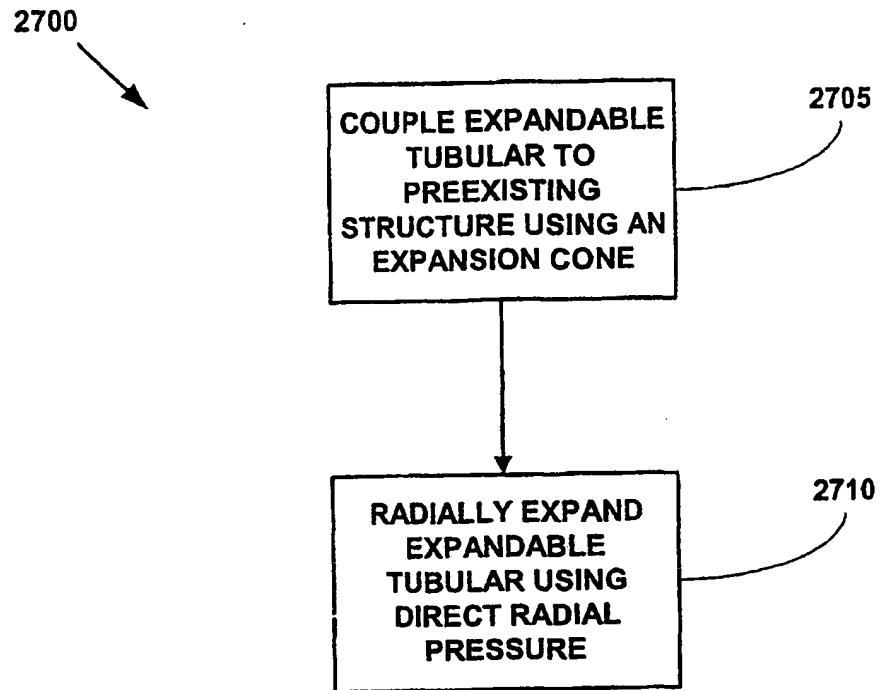 2700
COUPLE EXPANDABLE
TUBULAR TO
PREEXISTING
STRUCTURE USING AN
EXPANSION CONE
2705
RADIALLY EXPAND
EXPANDABLE
TUBULAR USING
DIRECT RADIAL
PRESSURE
2710